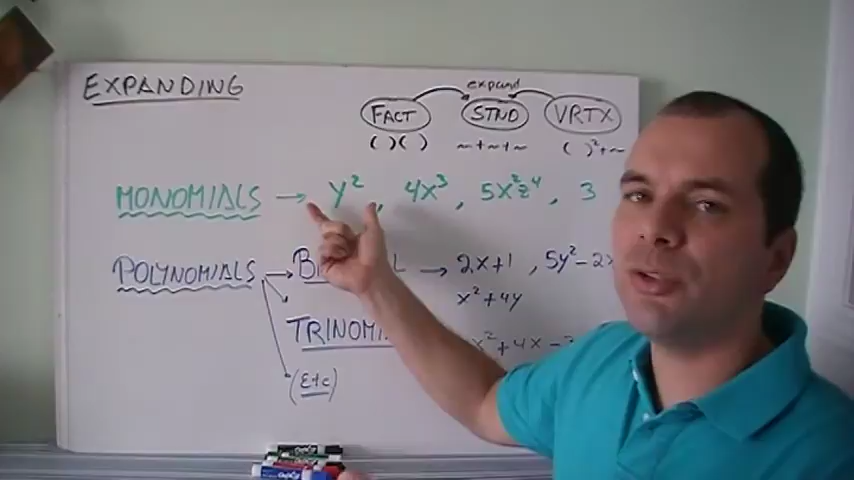 EXPANDING
expand
FACT STND VRTX
( )( ) ~+~+~ ( )²+~
MONOMIALS → y², 4x³, 5x²z⁴, 3
POLYNOMIALS → → 2x+1, 5y²-2x
x²+4y
x²+4x-
(Etc)